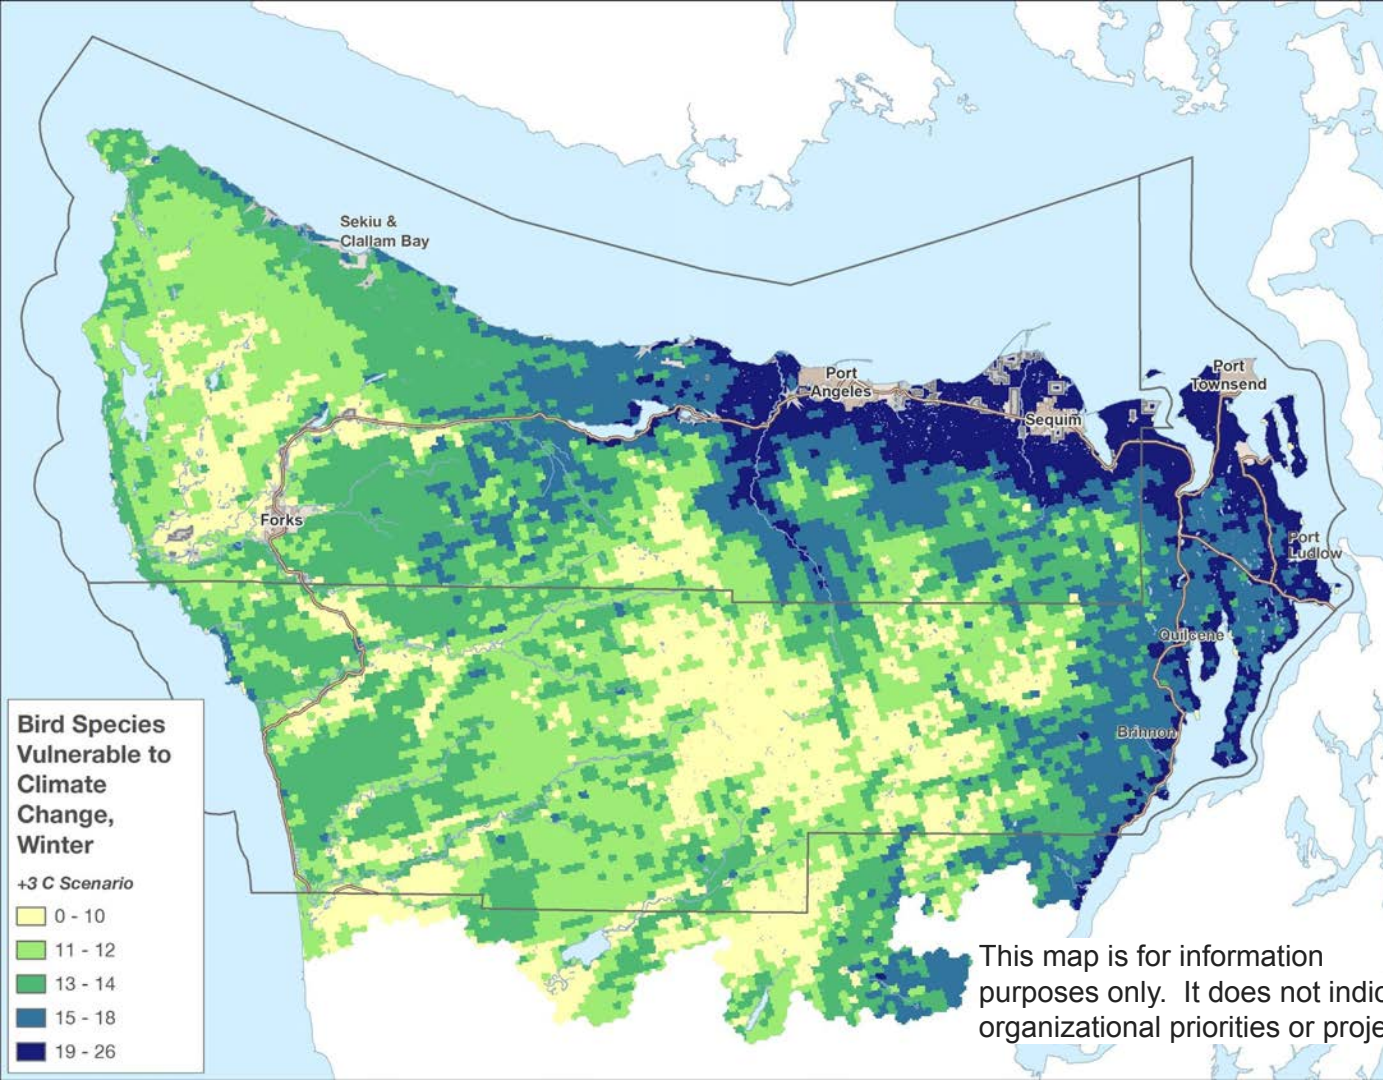 Sekiu &
Clallam Bay
Port
Angeles
Port
Townsend
Sequim
Forks
Port
Ludlow
Quilcene
Brinnon
Bird Species
Vulnerable to
Climate
Change,
Winter
+3 C Scenario
0 - 10
11 - 12
13 - 14
15 - 18
19 - 26
This map is for information
purposes only. It does not indic
organizational priorities or proje